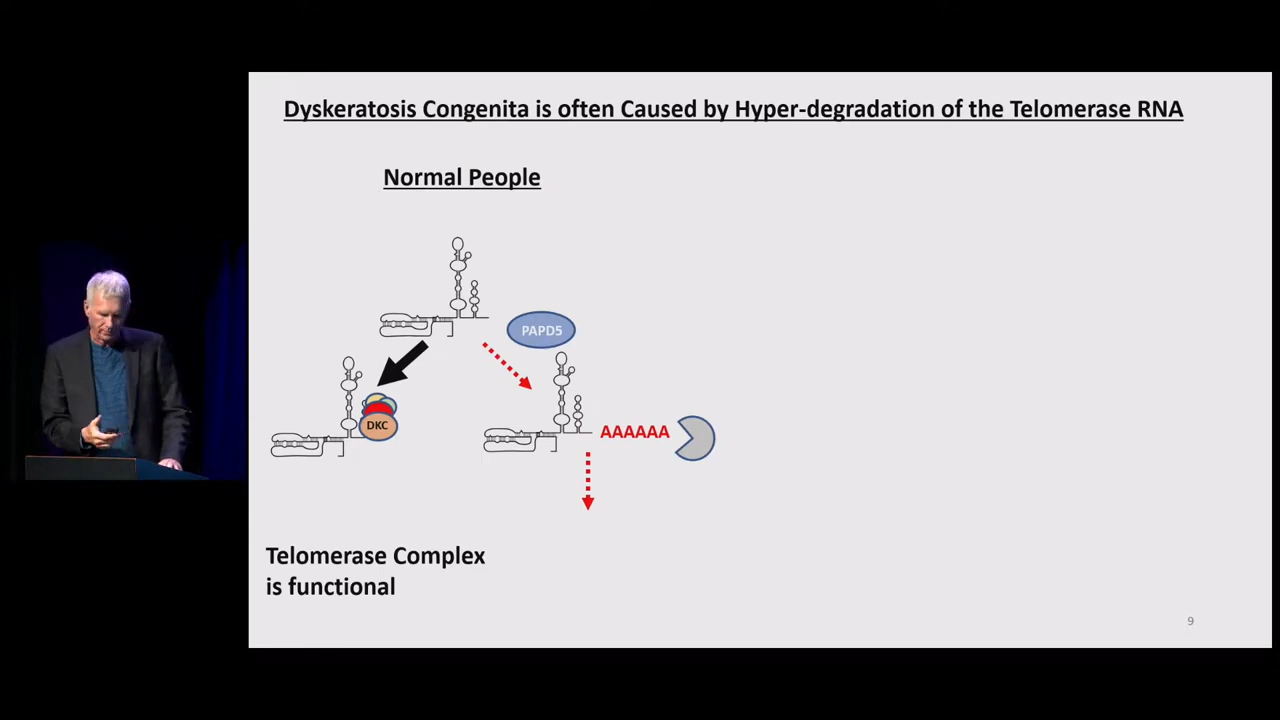 Dyskeratosis Congenita is often Caused by Hyper-degradation of the Telomerase RNA
Normal People
PAPD5
DKC
AAAAAA
Telomerase Complex
is functional
9